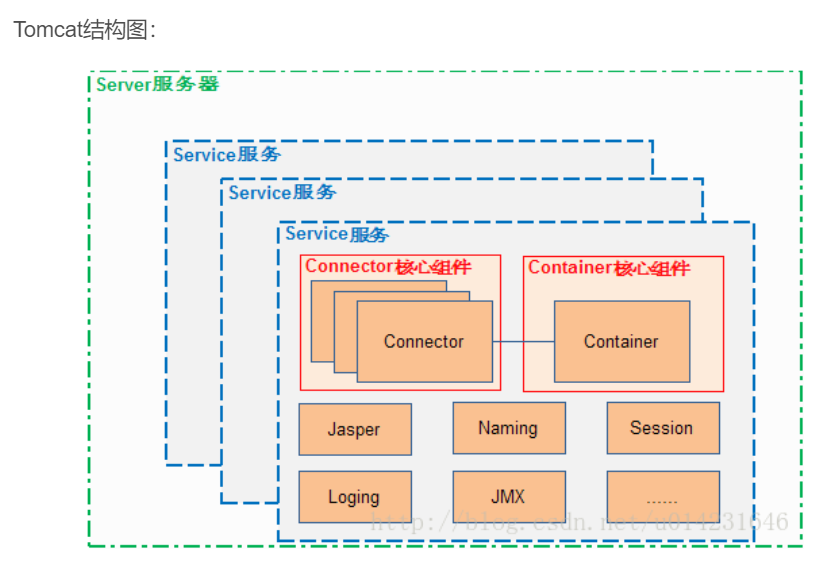 Tomcat结构图：
Server服务器
Service服务
Service服务
Service服务
Connector核心组件
Container核心组件
Connector
Container
Jasper
Naming
Session
Loging
JMX
......
http://blog.csdn.net/u014231646